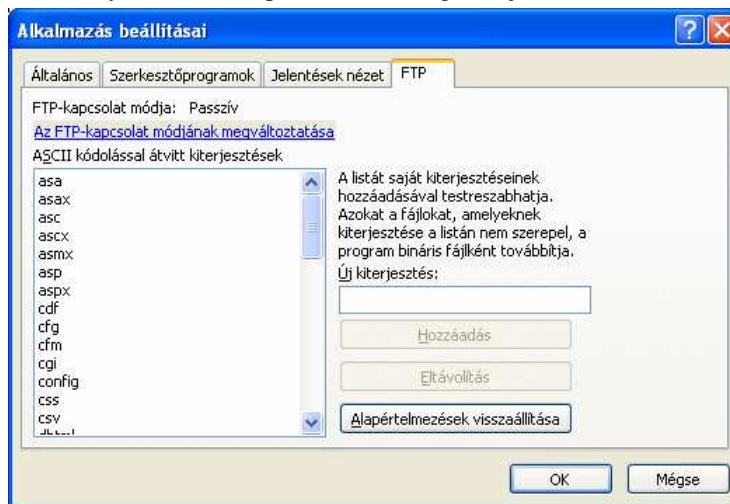 Alkalmazás beállításai
Általános Szerkesztőprogramok Jelentések nézet FTP
FTP-kapcsolat módja: Passzív
Az FTP-kapcsolat módjának megváltoztatása
ASCII kódolással átvitt kiterjesztések
asa
asax
asc
ascx
asmx
asp
aspx
cdf
cfg
cfm
cgi
config
css
csv
A listát saját kiterjesztéseinek
hozzáadásával testreszabhatja.
Azokat a fájlokat, amelyeknek
kiterjesztése a listán nem szerepel, a
program bináris fájlként továbbítja.
Új kiterjesztés:
Hozzáadás
Eltávolítás
Alapértelmezések visszaállítása
OK Mégse